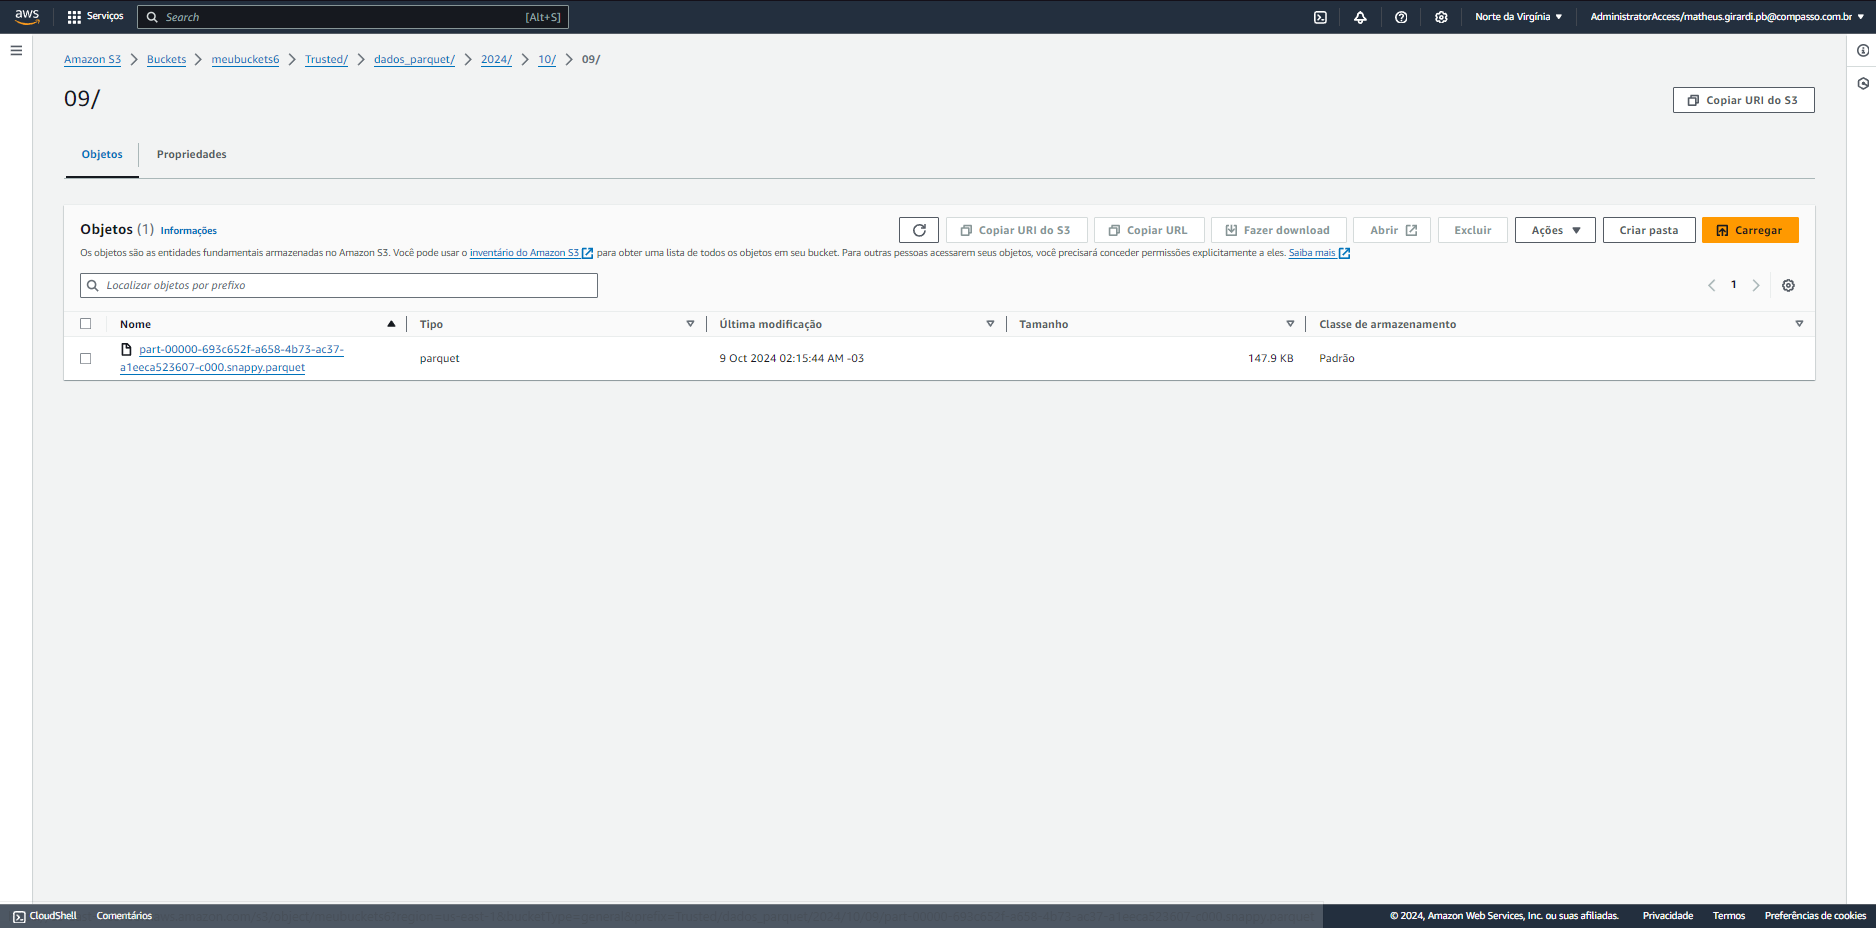 aws Serviços Search [Alt+S] Norte da Virgínia AdministratorAccess/matheus.girardi.pb@compasso.com.br
Amazon S3 Buckets meubuckets6 Trusted/ dados_parquet/ 2024/ 10/ 09/
09/
Copiar URI do S3
Objetos Propriedades
Objetos (1) Informações Copiar URI do S3 Copiar URL Fazer download Abrir Excluir Ações Criar pasta Carregar
Os objetos são as entidades fundamentais armazenadas no Amazon S3. Você pode usar o inventário do Amazon S3 para obter uma lista de todos os objetos em seu bucket. Para outras pessoas acessarem seus objetos, você precisará conceder permissões explicitamente a eles. Saiba mais
Localizar objetos por prefixo 1
Nome Tipo Última modificação Tamanho Classe de armazenamento
part-00000-693c652f-a658-4b73-ac37-
a1eeca523607-c000.snappy.parquet
parquet 9 Oct 2024 02:15:44 AM -03 147.9 KB Padrão
CloudShell Comentários © 2024, Amazon Web Services, Inc. ou suas afiliadas. Privacidade Termos Preferências de cookies